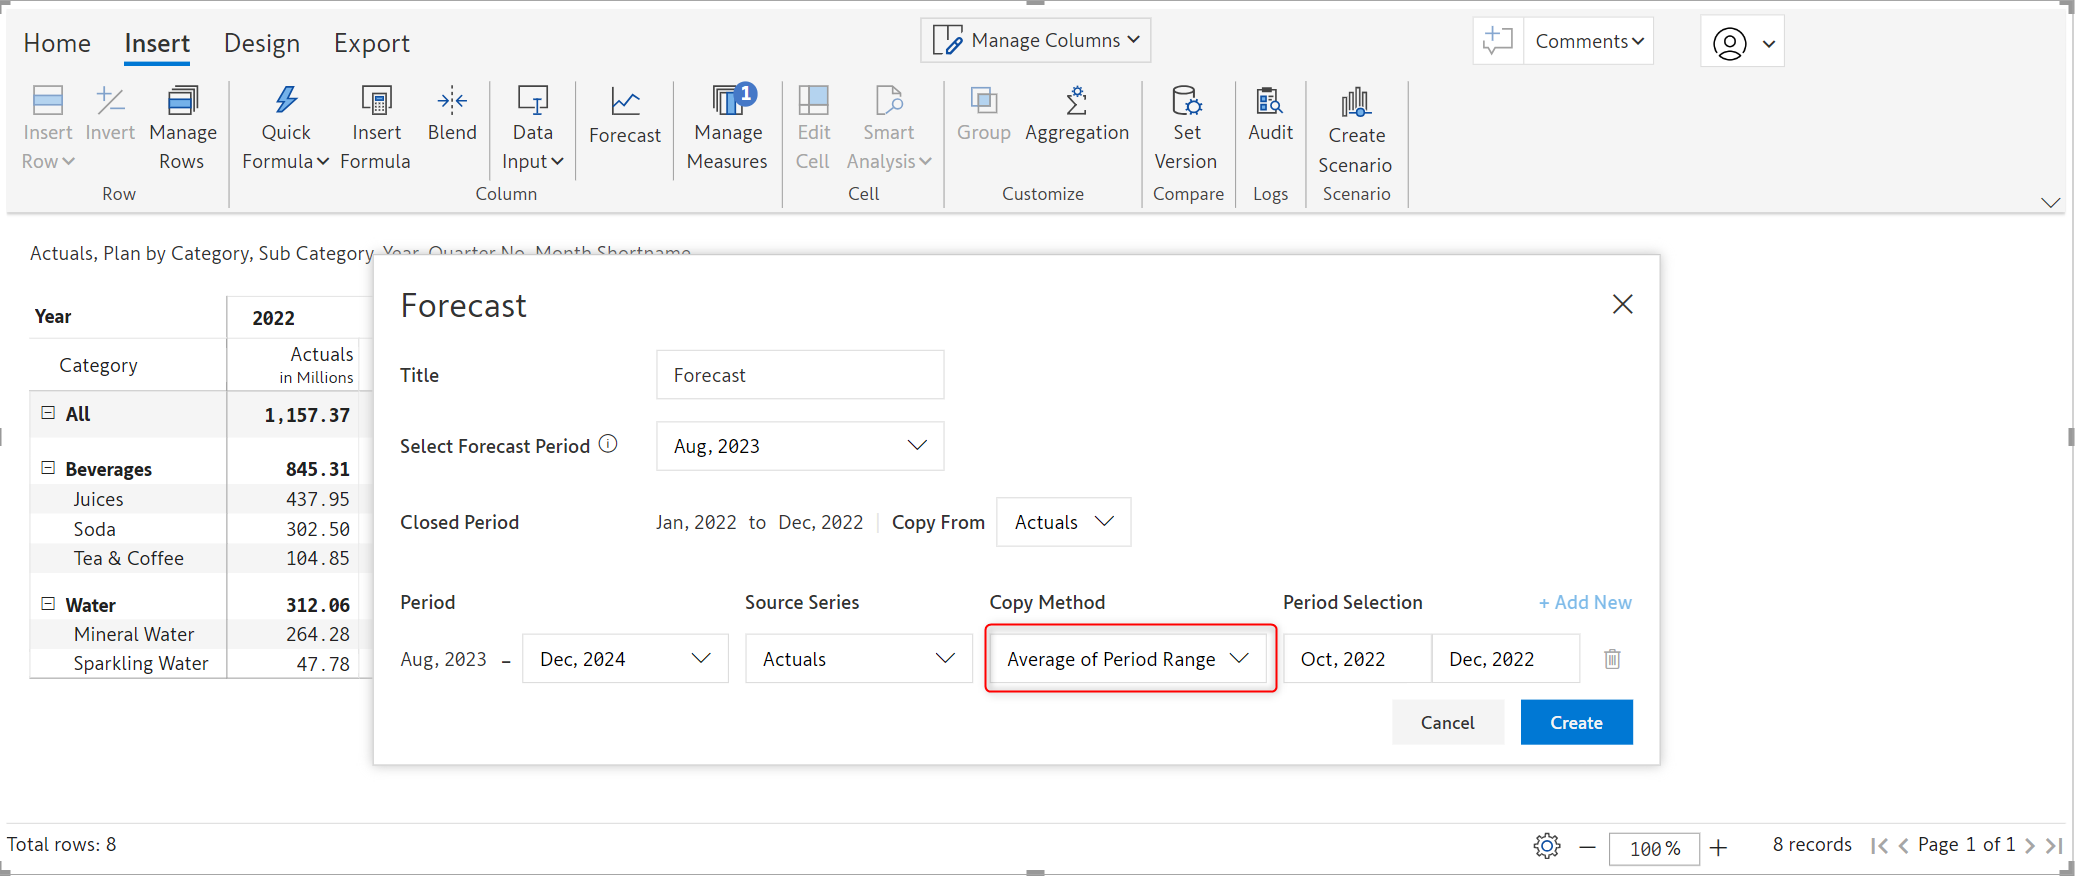 Home Insert Design Export Manage Columns Comments
Insert Row Invert Manage Rows Quick Formula Insert Formula Blend Data Input Forecast Manage Measures 1 Edit Cell Smart Analysis Group Aggregation Set Version Audit Create Scenario
Row Column Cell Customize Compare Logs Scenario
Actuals, Plan by Category, Sub Category, Year, Quarter No, Month Shortname
Year 2022
Category Actuals
in Millions
All 1,157.37
Beverages 845.31
Juices 437.95
Soda 302.50
Tea & Coffee 104.85
Water 312.06
Mineral Water 264.28
Sparkling Water 47.78
Forecast
Title Forecast
Select Forecast Period Aug, 2023
Closed Period Jan, 2022 to Dec, 2022 Copy From Actuals
Period Source Series Copy Method Period Selection + Add New
Aug, 2023 – Dec, 2024 Actuals Average of Period Range Oct, 2022 Dec, 2022
Cancel Create
Total rows: 8 100% 8 records Page 1 of 1